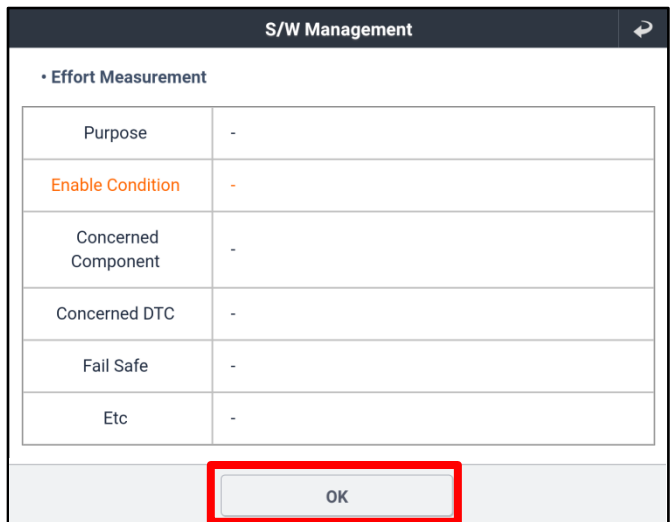 S/W Management
• Effort Measurement
Purpose -
Enable Condition -
Concerned
Component -
Concerned DTC -
Fail Safe -
Etc -
OK